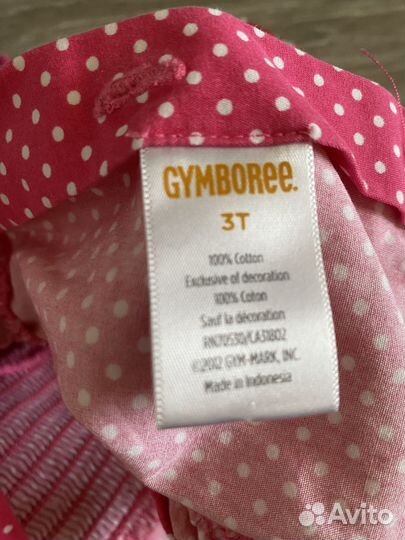 GYMBOREE.
3T
100% Cotton
Exclusive of decoration
100% Coton
Sauf la décoration
RN70530/CA31802
©2012 GYM-MARK, INC.
Made in Indonesia
Avito